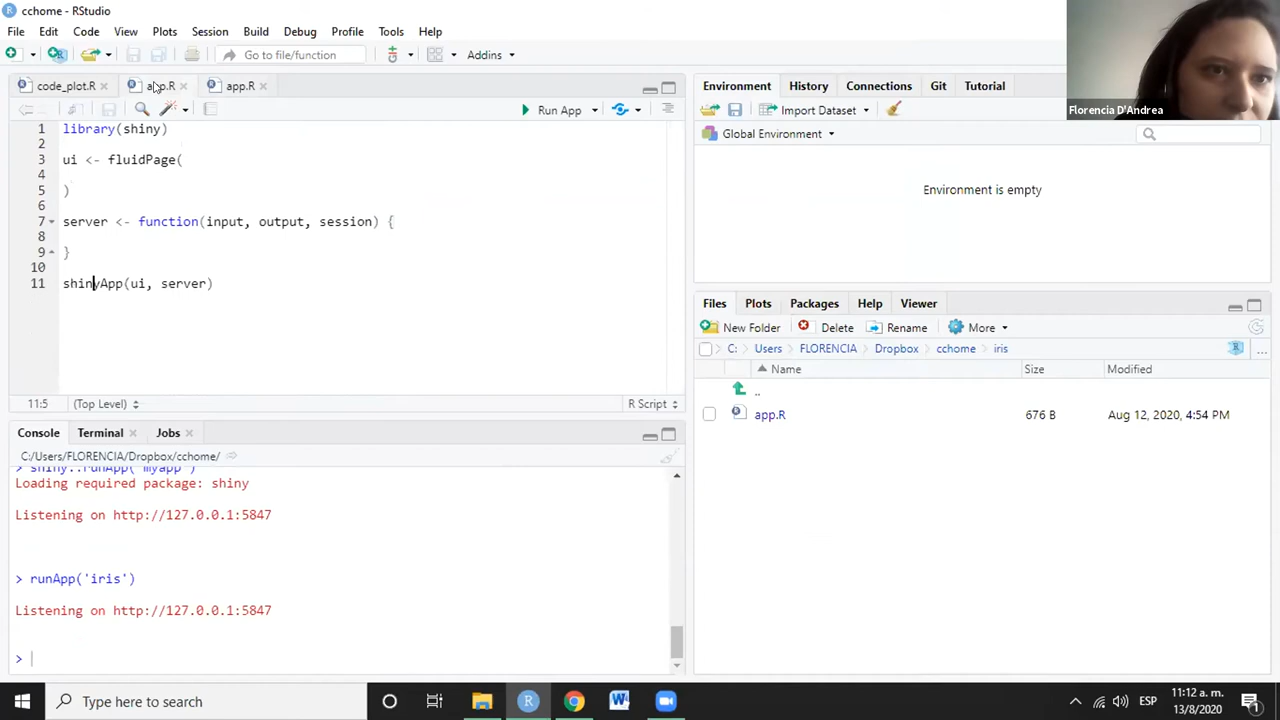 cchome - RStudio
File Edit Code View Plots Session Build Debug Profile Tools Help
Go to file/function Addins
Florencia D'Andrea
code_plot.R app.R app.R
Run App
1 library(shiny)
2
3 ui <- fluidPage(
4
5 )
6
7 server <- function(input, output, session) {
8
9 }
10
11 shinyApp(ui, server)
11:5 (Top Level) R Script
Console Terminal Jobs
C:/Users/FLORENCIA/Dropbox/cchome/
> shiny::runApp('myapp')
Loading required package: shiny
Listening on http://127.0.0.1:5847
> runApp('iris')
Listening on http://127.0.0.1:5847
>
Environment History Connections Git Tutorial
Import Dataset
Global Environment
Environment is empty
Files Plots Packages Help Viewer
New Folder Delete Rename More
C: Users FLORENCIA Dropbox cchome iris
Name Size Modified
..
app.R 676 B Aug 12, 2020, 4:54 PM
Type here to search
ESP
11:12 a. m.
13/8/2020
1